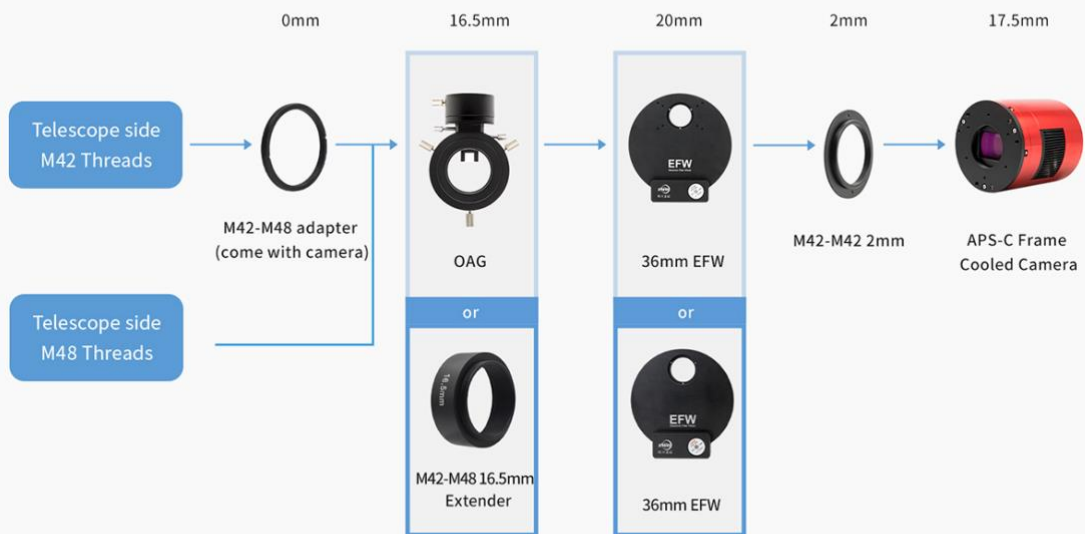 0mm
16.5mm
20mm
2mm
17.5mm
Telescope side
M42 Threads
M42-M48 adapter
(come with camera)
OAG
EFW
36mm EFW
M42-M42 2mm
APS-C Frame
Cooled Camera
Telescope side
M48 Threads
or
or
16.5mm
M42-M48 16.5mm
Extender
EFW
36mm EFW